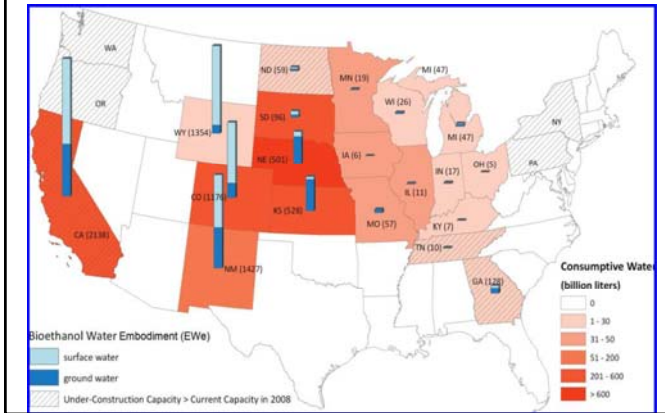 WA
OR
ND (59)
MN (19)
MI (47)
WI (26)
MI (47)
NY
SD (96)
WY (1354)
NE (501)
IA (6)
PA
IN (17)
OH (5)
IL (11)
CO (1176)
KS (528)
MO (57)
KY (7)
CA (2138)
TN (10)
NM (1427)
GA (128)
Consumptive Water
(billion liters)
0
1 - 30
31 - 50
51 - 200
201 - 600
> 600
Bioethanol Water Embodiment (EWe)
surface water
ground water
Under-Construction Capacity > Current Capacity in 2008